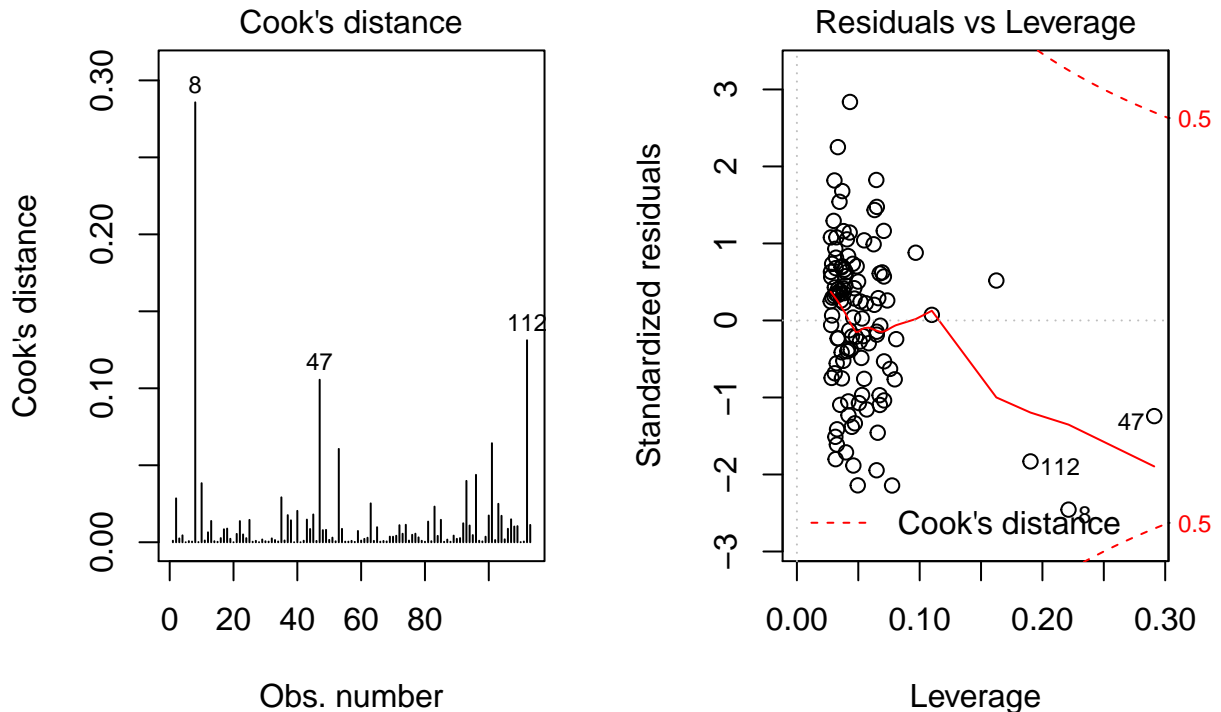 Cook's distance
Cook's distance
0.00 0.10 0.20 0.30
8
47
112
0 20 40 60 80
Obs. number
Residuals vs Leverage
Standardized residuals
−3 −2 −1 0 1 2 3
0.5
47
112
8
Cook's distance
0.5
0.00 0.10 0.20 0.30
Leverage